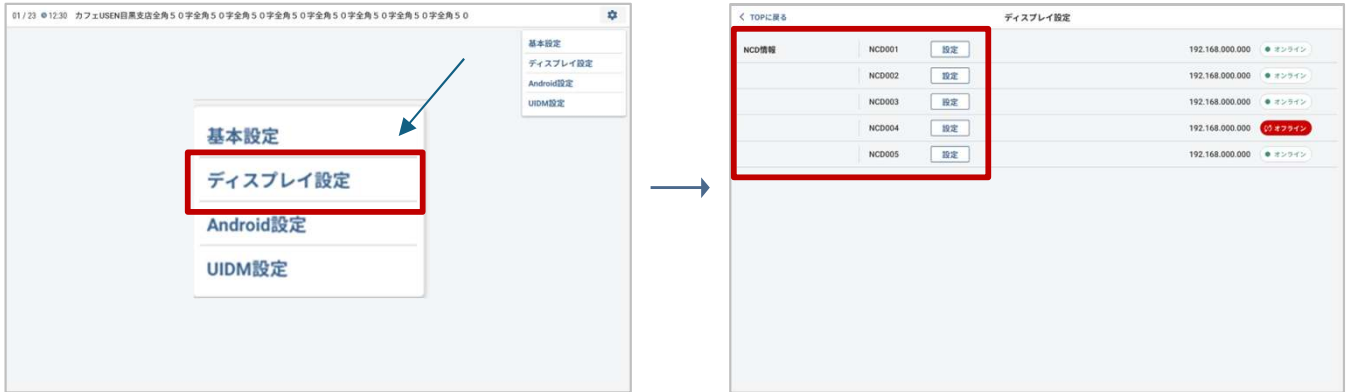 01 / 23 12:30 カフェUSEN目黒支店全角５０字全角５０字全角５０字全角５０字全角５０字全角５０字全角５０字全角５０
基本設定
ディスプレイ設定
Android設定
UIDM設定
基本設定
ディスプレイ設定
Android設定
UIDM設定
TOPに戻る ディスプレイ設定
NCD情報 NCD001 設定 192.168.000.000 オンライン
NCD002 設定 192.168.000.000 オンライン
NCD003 設定 192.168.000.000 オンライン
NCD004 設定 192.168.000.000 オフライン
NCD005 設定 192.168.000.000 オンライン